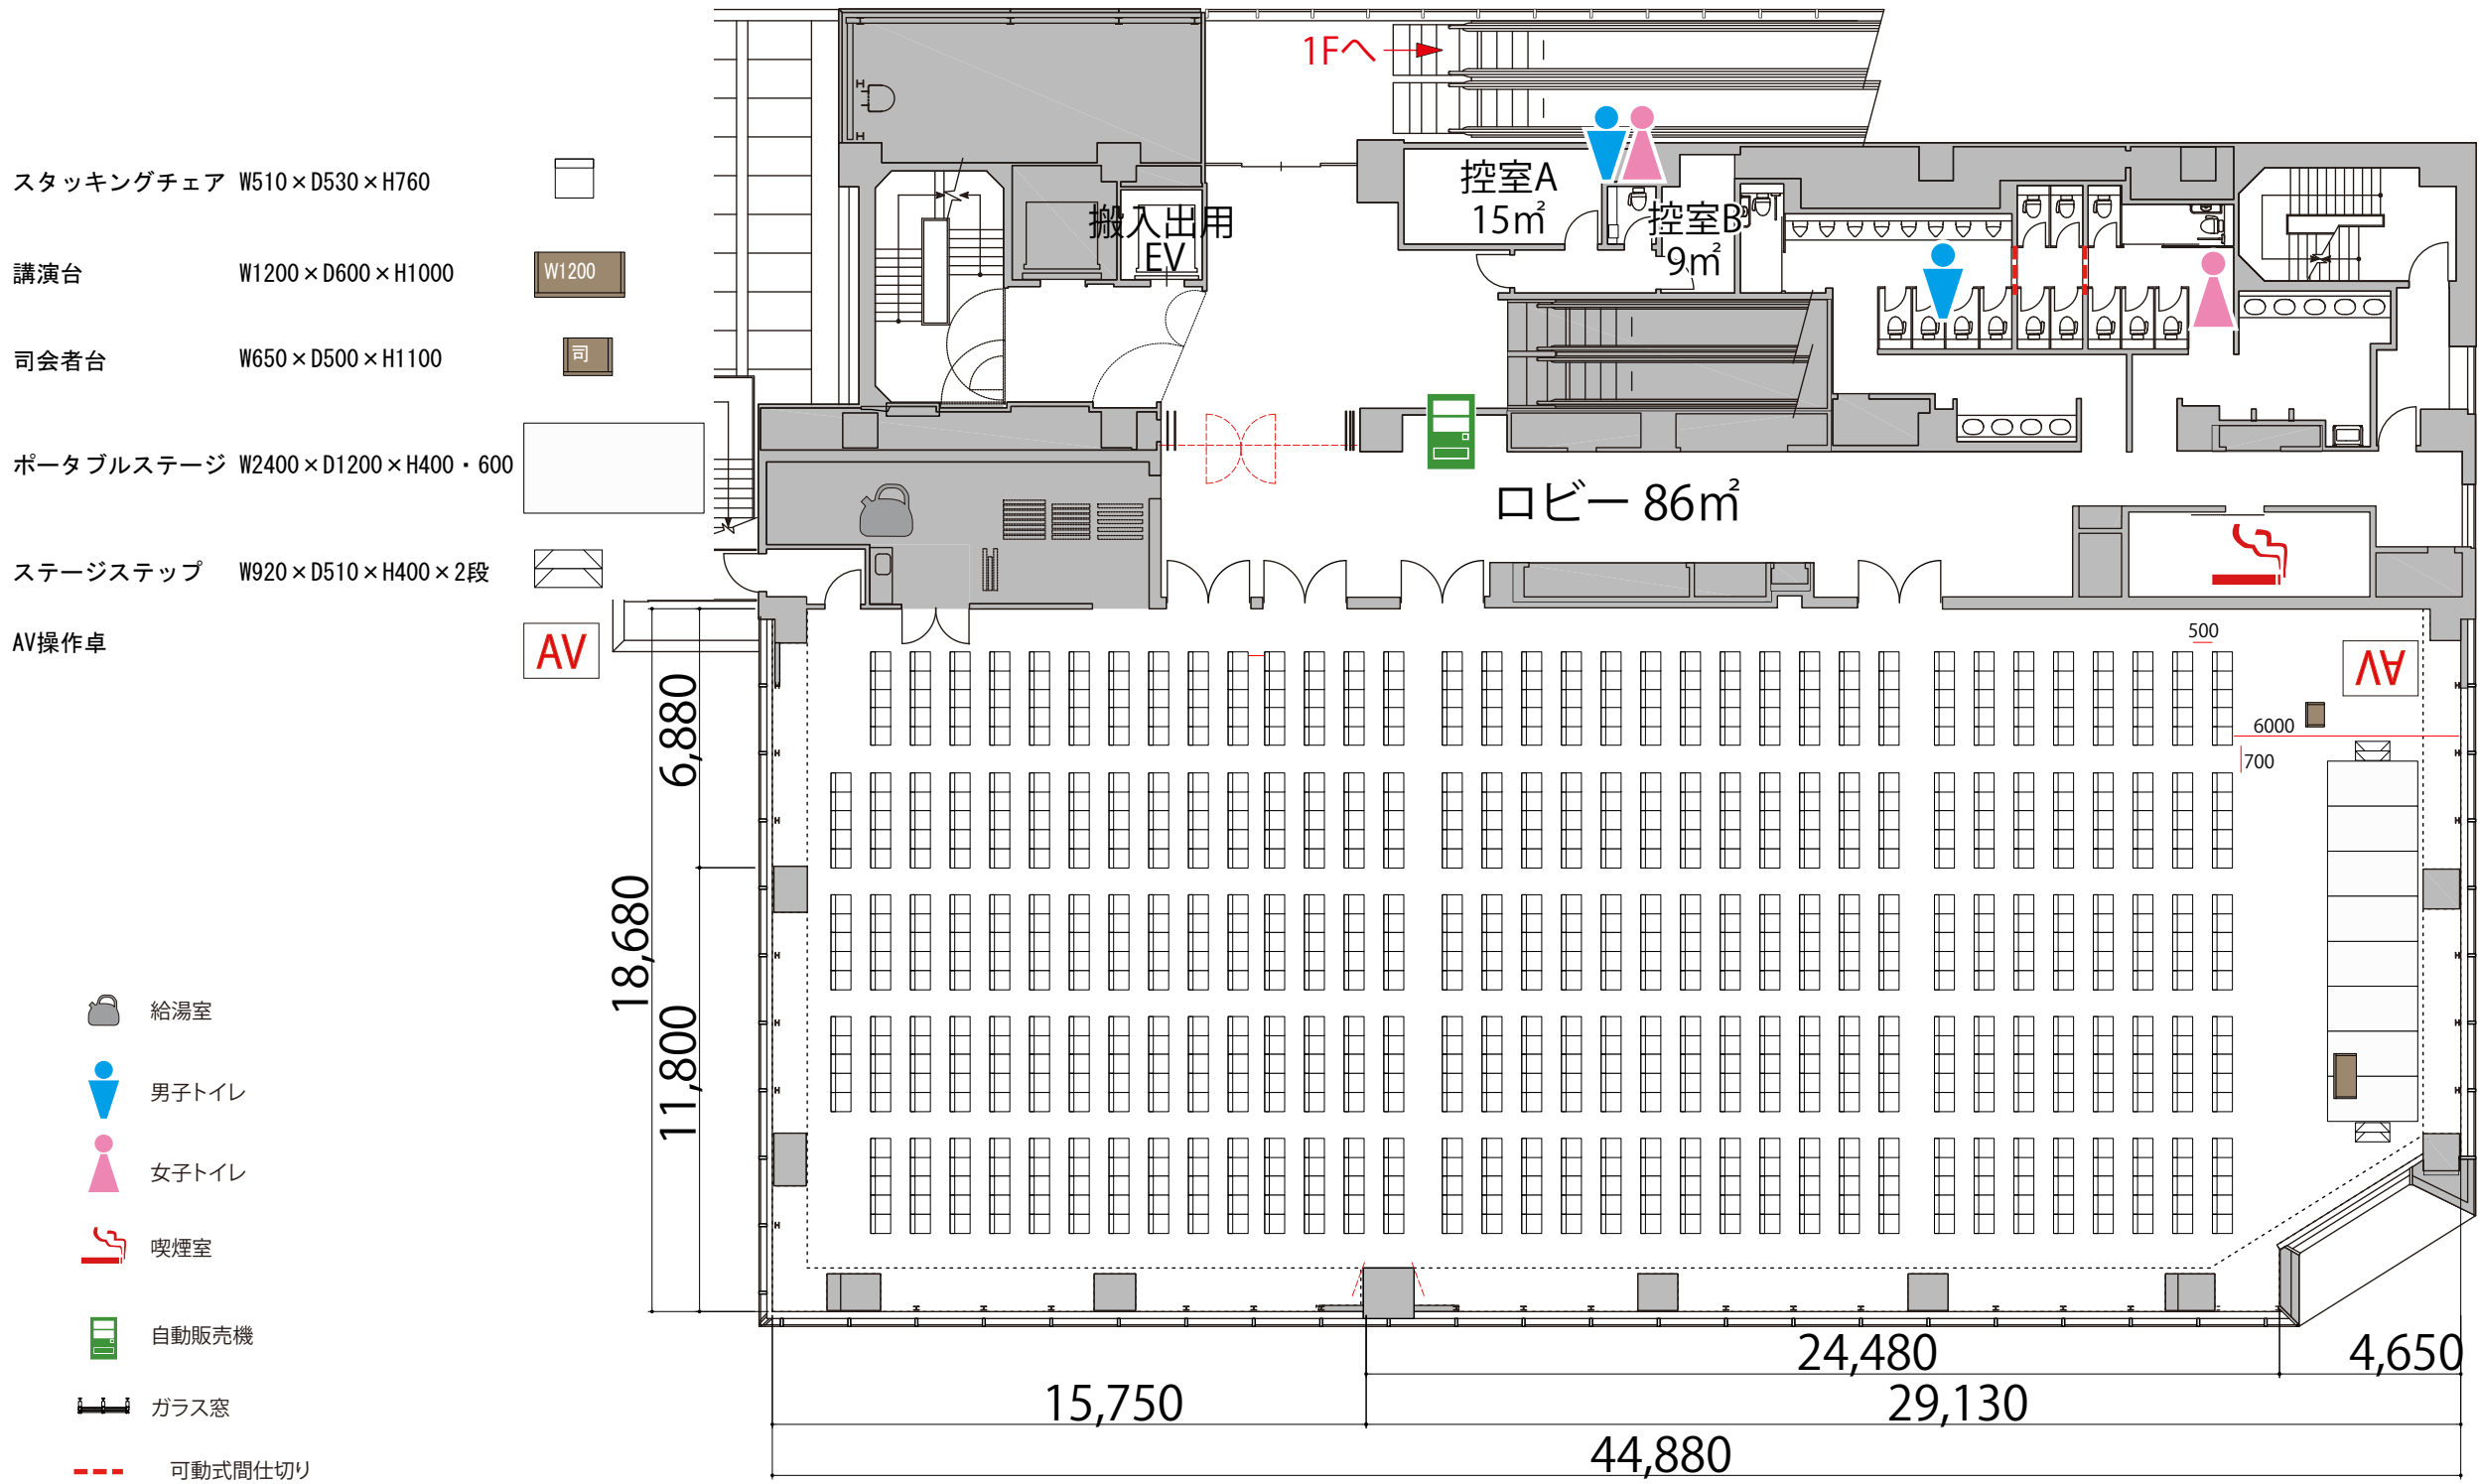 1Fへ
スタッキングチェア W510×D530×H760
控室A
15㎡
控室B
9㎡
搬入出用
EV
講演台 W1200×D600×H1000
W1200
司会者台 W650×D500×H1100
司
ポータブルステージ W2400×D1200×H400・600
ロビー 86㎡
ステージステップ W920×D510×H400×2段
AV操作卓
AV
500
AV
6000
700
6,880
18,680
11,800
給湯室
男子トイレ
女子トイレ
喫煙室
自動販売機
ガラス窓
可動式間仕切り
24,480
4,650
15,750
29,130
44,880